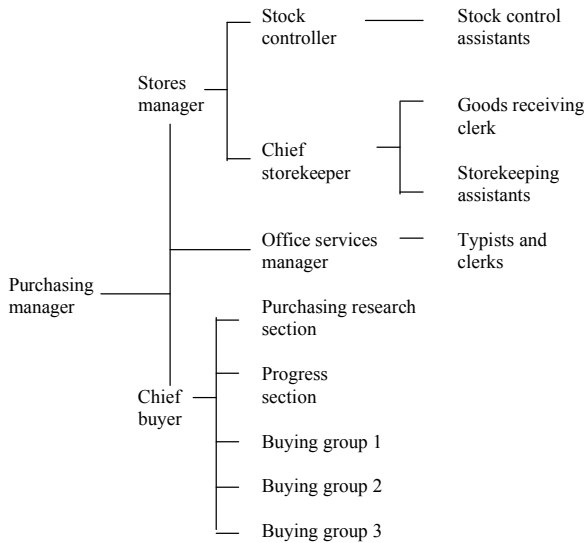 Stock
controller
Stock control
assistants
Stores
manager
Goods receiving
clerk
Chief
storekeeper
Storekeeping
assistants
Office services
manager
Typists and
clerks
Purchasing
manager
Purchasing research
section
Progress
section
Chief
buyer
Buying group 1
Buying group 2
Buying group 3